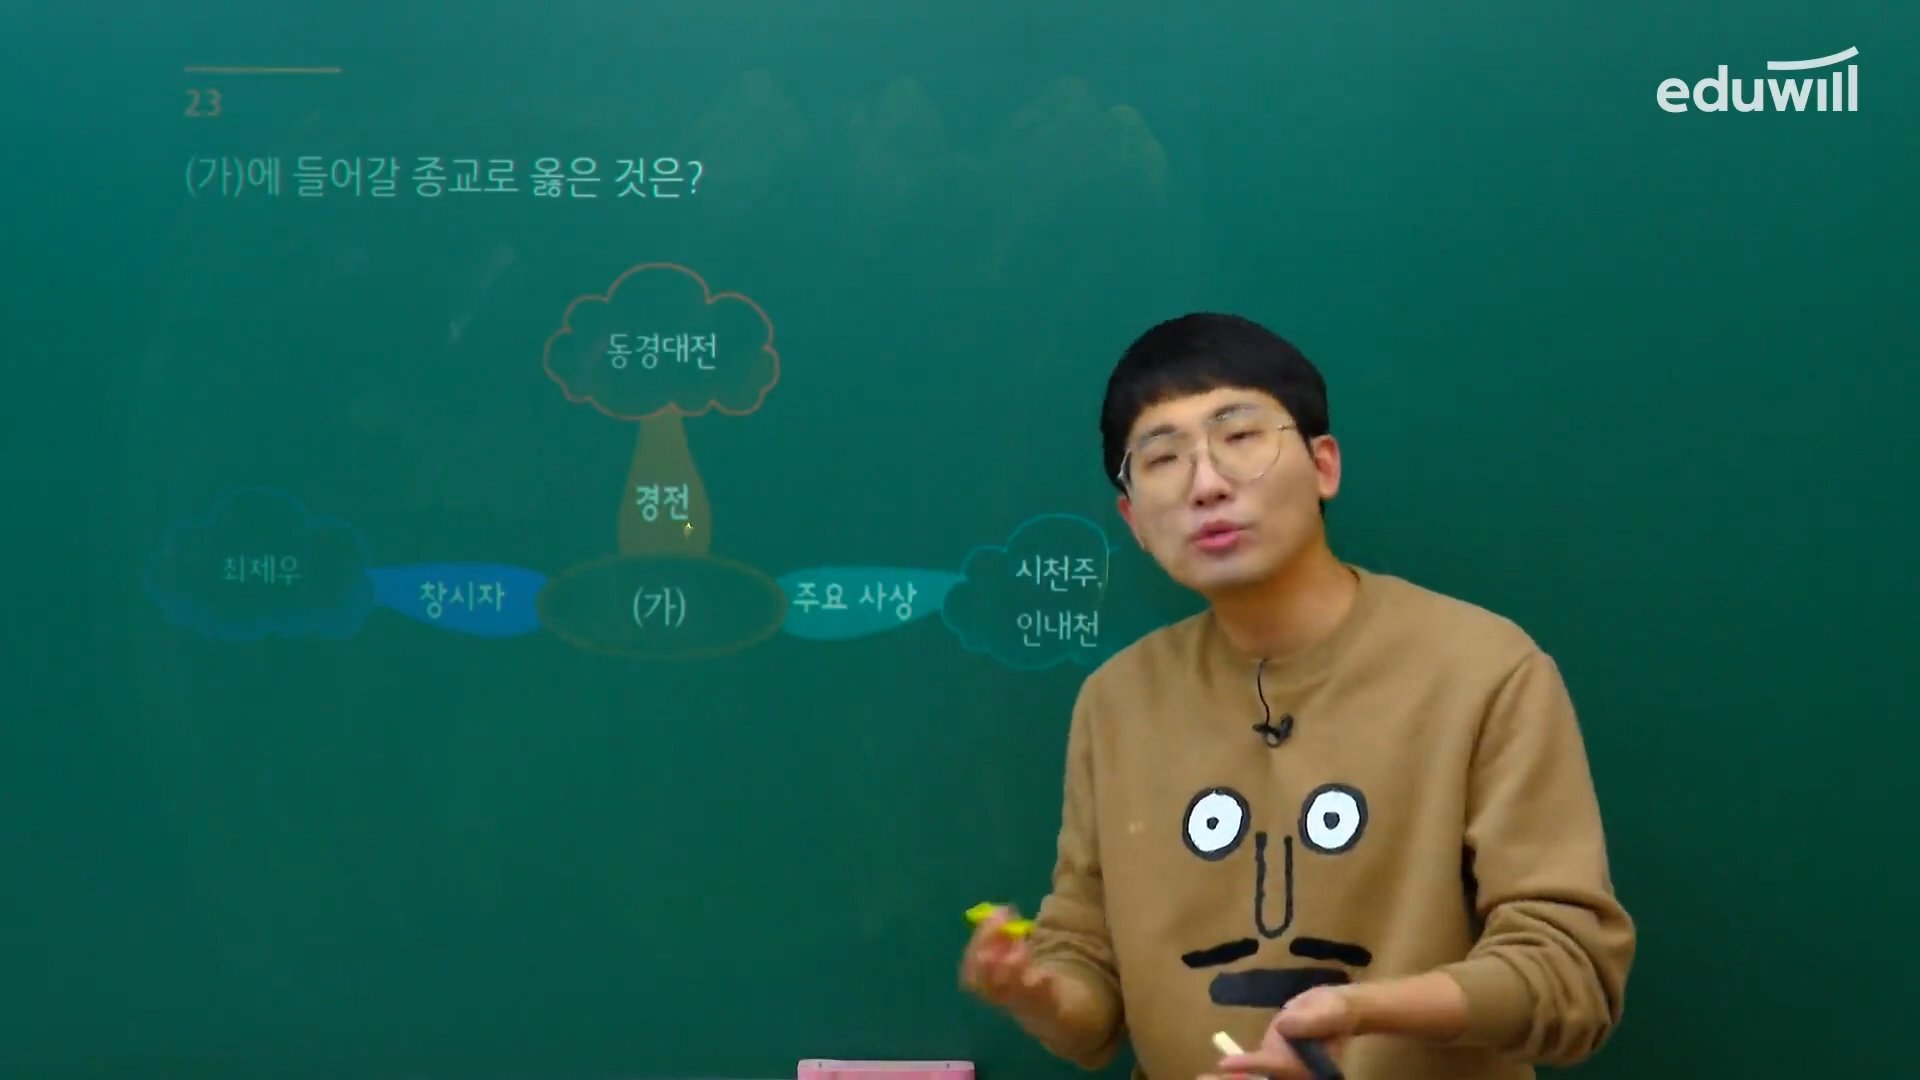 eduwill
23
(가)에 들어갈 종교로 옳은 것은?
동경대전
경전
최제우
창시자
(가)
주요 사상
시천주,
인내천